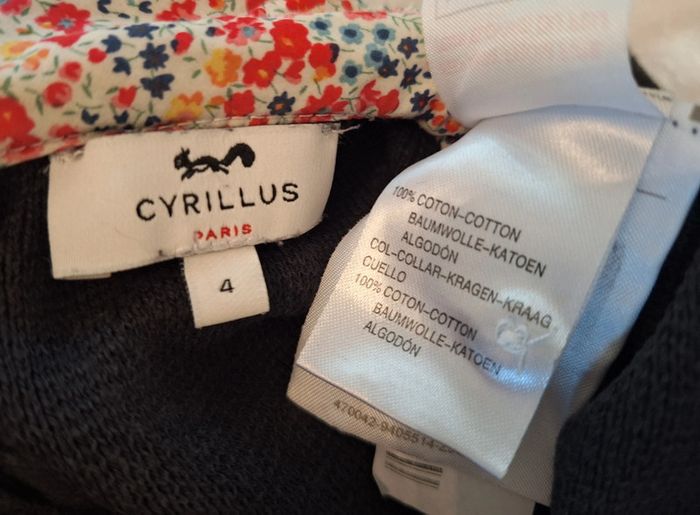 CYRILLUS
PARIS
4
100% COTON-COTTON
BAUMWOLLE-KATOEN
ALGODÓN
COL-COLLAR-KRAGEN-KRAAG
CUELLO
100% COTON-COTTON
BAUMWOLLE-KATOEN
ALGODÓN